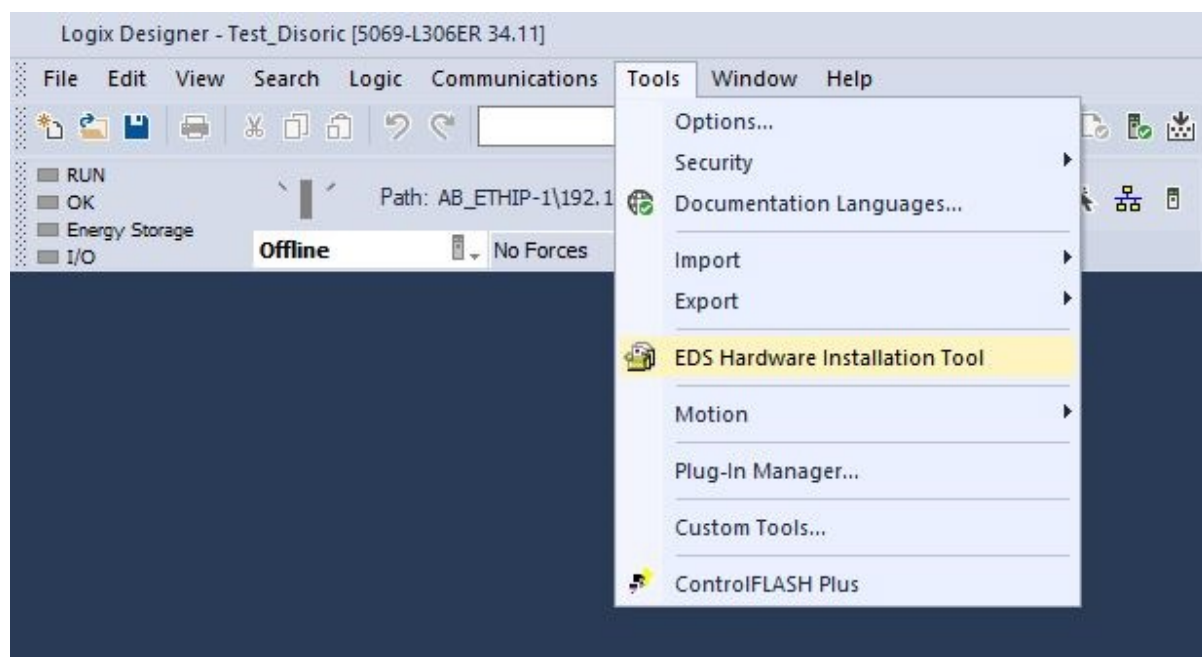 Logix Designer - Test_Disoric [5069-L306ER 34.11]
File Edit View Search Logic Communications Tools Window Help
Options...
RUN
Security
OK
Path: AB_ETHIP-1\192.1
Documentation Languages...
Energy Storage
I/O
Offline
No Forces
Import
Export
EDS Hardware Installation Tool
Motion
Plug-In Manager...
Custom Tools...
ControlFLASH Plus